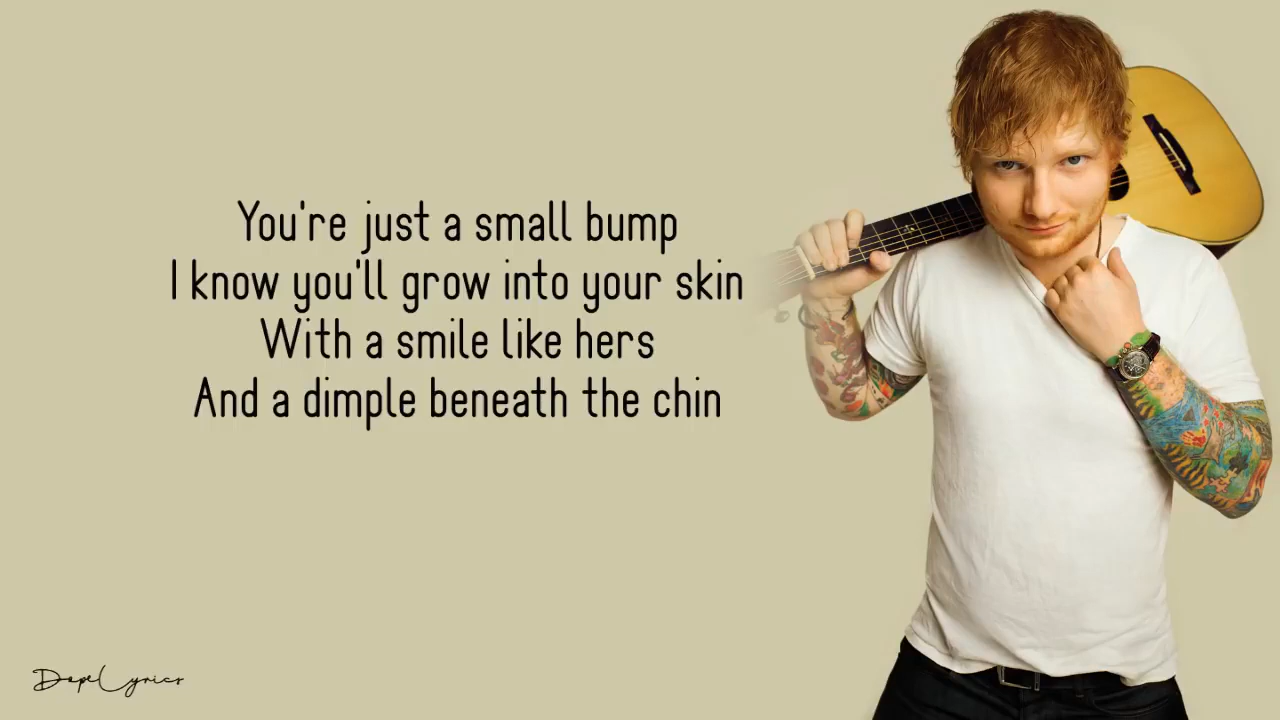 You're just a small bump
I know you'll grow into your skin
With a smile like hers
And a dimple beneath the chin
DopeLyrics